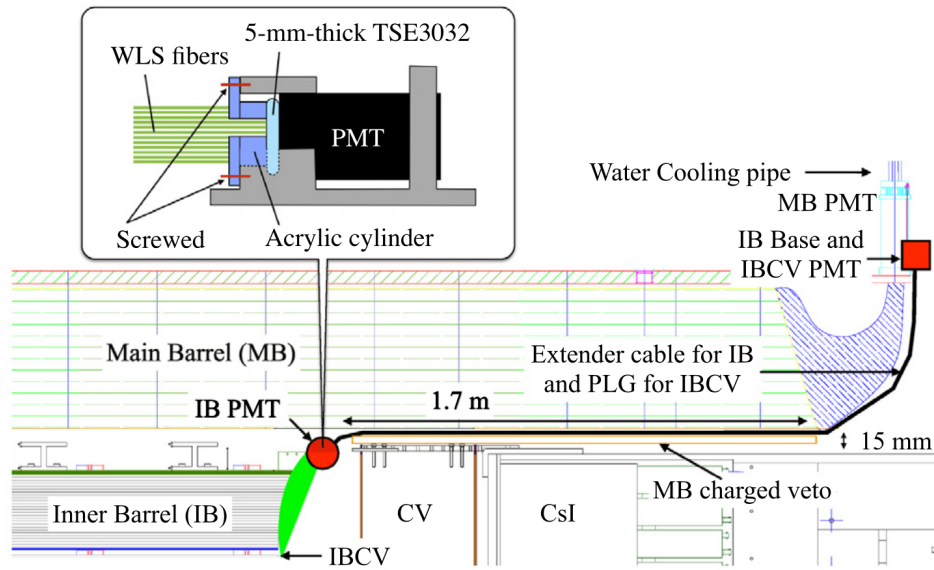 5-mm-thick TSE3032
WLS fibers
PMT
Screwed
Acrylic cylinder
Water Cooling pipe
MB PMT
IB Base and
IBCV PMT
Main Barrel (MB)
Extender cable for IB
and PLG for IBCV
1.7 m
IB PMT
15 mm
MB charged veto
Inner Barrel (IB)
CV
CsI
IBCV